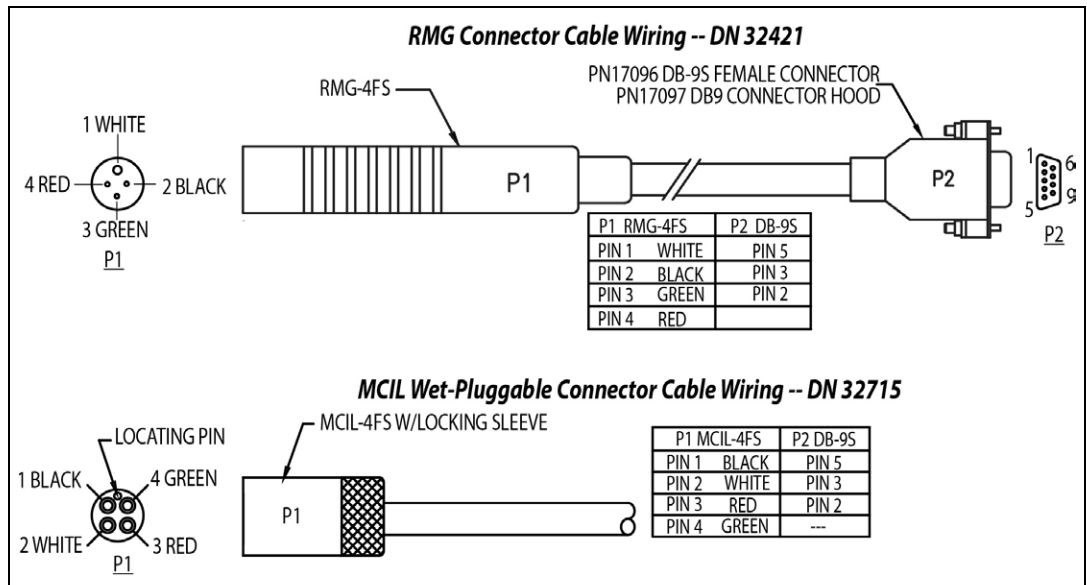 RMG Connector Cable Wiring -- DN 32421
PN17096 DB-9S FEMALE CONNECTOR
PN17097 DB9 CONNECTOR HOOD
RMG-4FS
1 WHITE
4 RED
2 BLACK
3 GREEN
P1
P1
P2
1
6
5
9
P2
P1 RMG-4FS P2 DB-9S
PIN 1 WHITE PIN 5
PIN 2 BLACK PIN 3
PIN 3 GREEN PIN 2
PIN 4 RED
MCIL Wet-Pluggable Connector Cable Wiring -- DN 32715
MCIL-4FS W/LOCKING SLEEVE
LOCATING PIN
1 BLACK 4 GREEN
2 WHITE 3 RED
P1
P1
P1 MCIL-4FS P2 DB-9S
PIN 1 BLACK PIN 5
PIN 2 WHITE PIN 3
PIN 3 RED PIN 2
PIN 4 GREEN ---